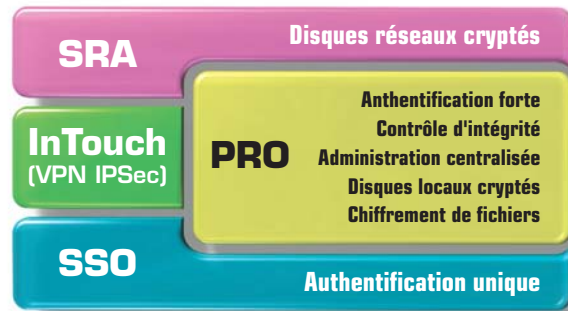 SRA
Disques réseaux cryptés
InTouch
(VPN IPSec)
PRO
Anthentification forte
Contrôle d'intégrité
Administration centralisée
Disques locaux cryptés
Chiffrement de fichiers
SSO
Authentification unique